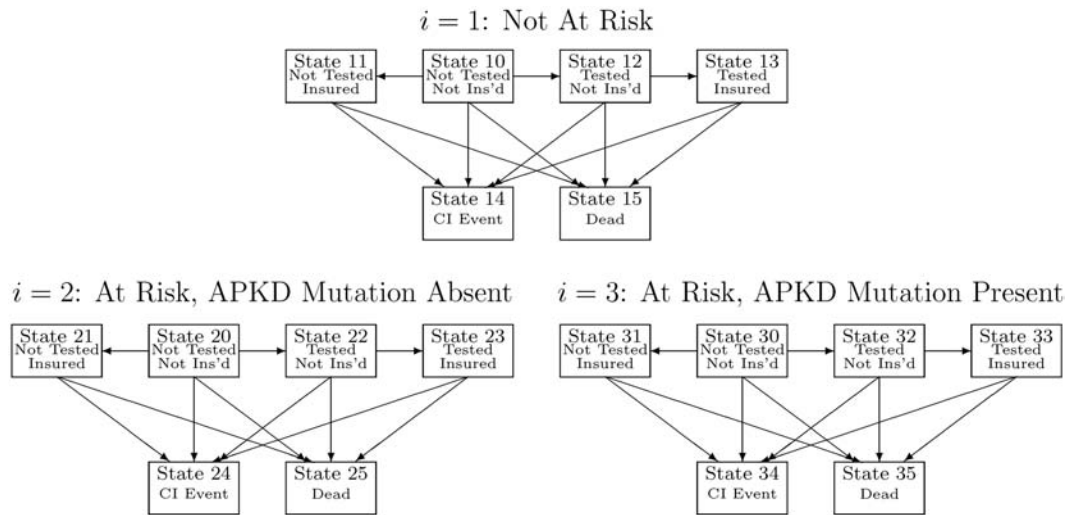 i = 1: Not At Risk
State 11
Not Tested
Insured
State 10
Not Tested
Not Ins'd
State 12
Tested
Not Ins'd
State 13
Tested
Insured
State 14
CI Event
State 15
Dead
i = 2: At Risk, APKD Mutation Absent
State 21
Not Tested
Insured
State 20
Not Tested
Not Ins'd
State 22
Tested
Not Ins'd
State 23
Tested
Insured
State 24
CI Event
State 25
Dead
i = 3: At Risk, APKD Mutation Present
State 31
Not Tested
Insured
State 30
Not Tested
Not Ins'd
State 32
Tested
Not Ins'd
State 33
Tested
Insured
State 34
CI Event
State 35
Dead